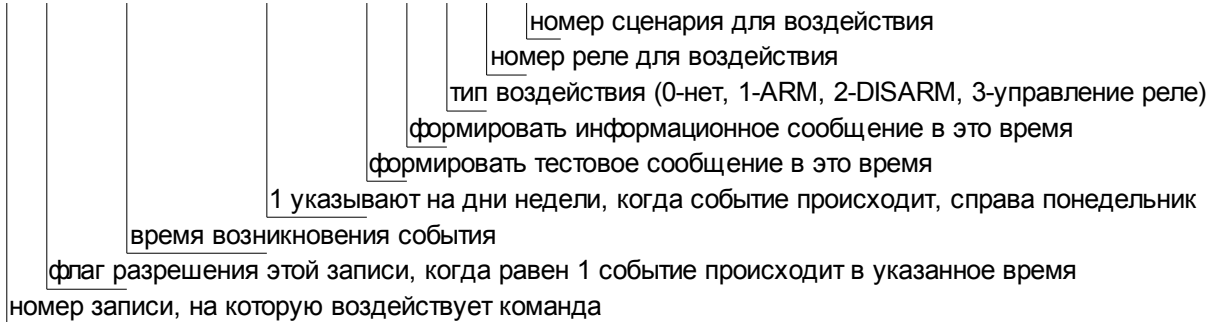 номер сценария для воздействия
номер реле для воздействия
тип воздействия (0-нет, 1-ARM, 2-DISARM, 3-управление реле)
формировать информационное сообщение в это время
формировать тестовое сообщение в это время
1 указывают на дни недели, когда событие происходит, справа понедельник
время возникновения события
флаг разрешения этой записи, когда равен 1 событие происходит в указанное время
номер записи, на которую воздействует команда